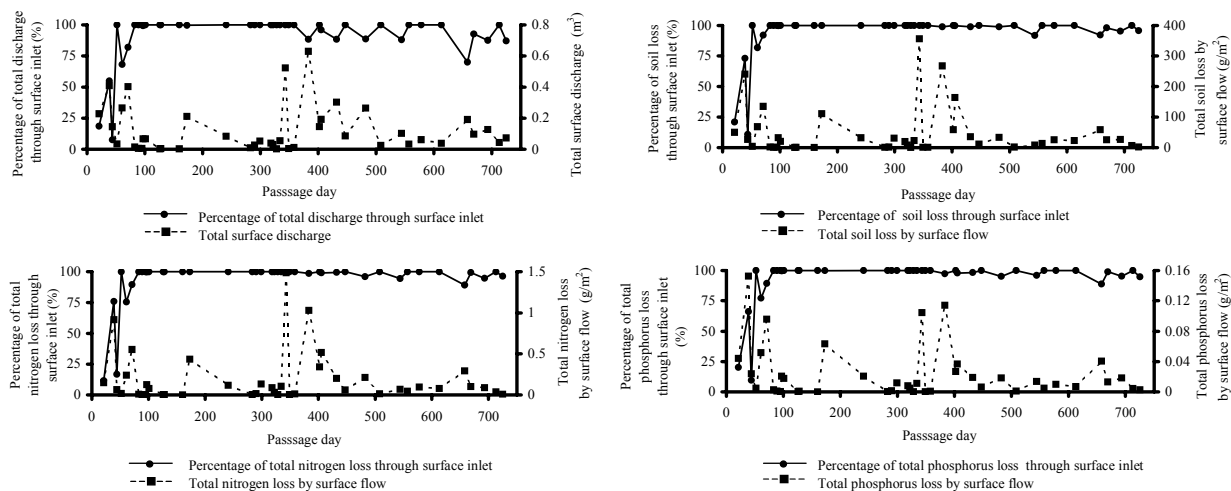 Percentage of total discharge
through surface inlet (%)
100
75
50
25
0
0.8
0.6
0.4
0.2
0
Total surface discharge (m³)
0 100 200 300 400 500 600 700
Passsage day
Percentage of total discharge through surface inlet
Total surface discharge
Percentage of soil loss
through surface inlet (%)
100
75
50
25
0
400
300
200
100
0
Total soil loss by
surface flow (g/m²)
0 100 200 300 400 500 600 700
Passsage day
Percentage of soil loss through surface inlet
Total soil loss by surface flow
Percentage of total
nitrogen loss through
surface inlet (%)
100
75
50
25
0
1.5
1
0.5
0
Total nitrogen loss
by surface flow (g/m²)
0 100 200 300 400 500 600 700
Passsage day
Percentage of total nitrogen loss through surface inlet
Total nitrogen loss by surface flow
Percentage of total
phosphorus loss
through surface inlet
(%)
100
75
50
25
0
0.16
0.12
0.08
0.04
0
Total phosphorus loss
by surface flow (g/m²)
0 100 200 300 400 500 600 700
Passsage day
Percentage of total phosphorus loss through surface inlet
Total phosphorus loss by surface flow